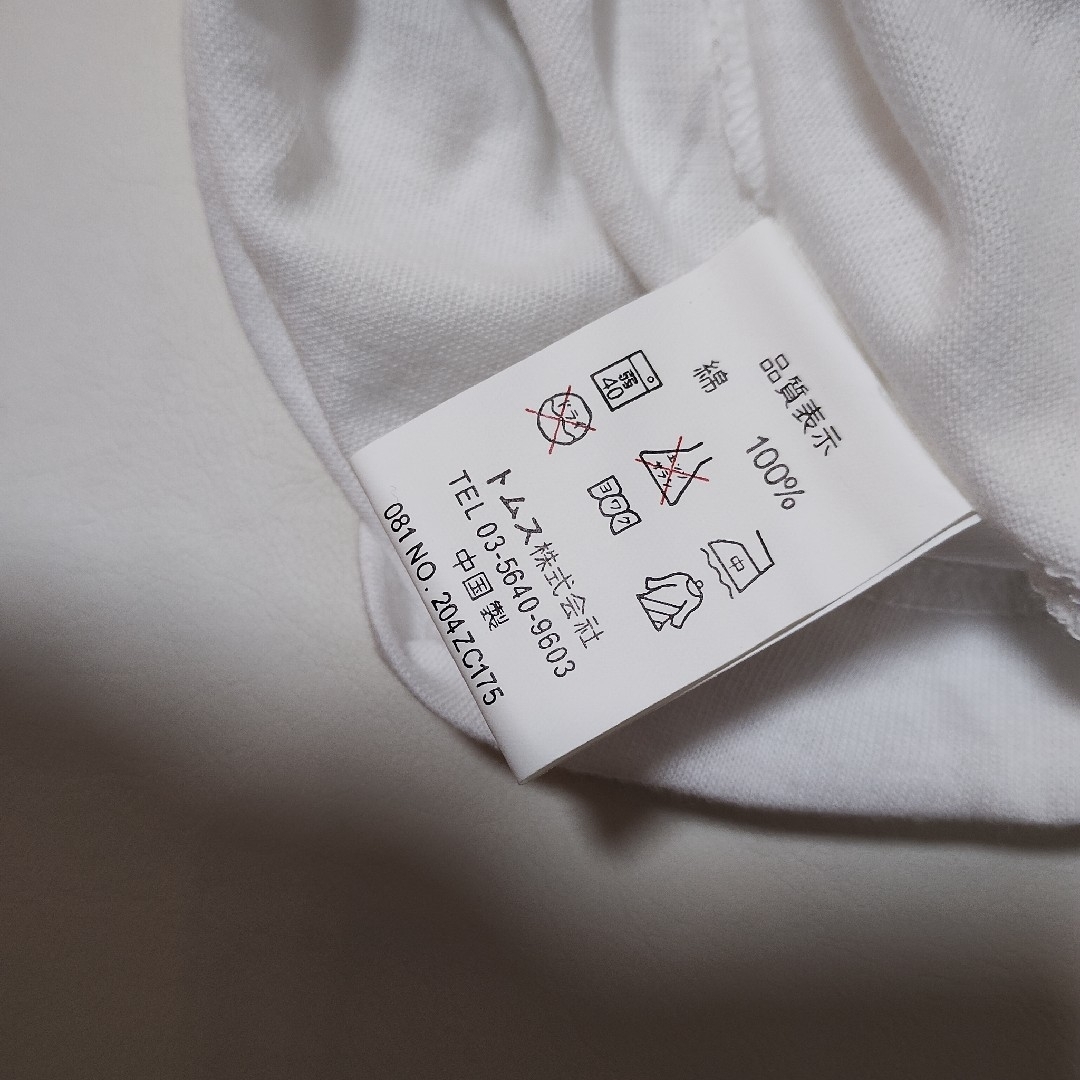 品質表示
綿 100%
弱
40
エンソ
サラシ
中
ドライ
ヨワク
トムス株式会社
TEL 03-5640-9603
中国製
081 NO. 204ZC175